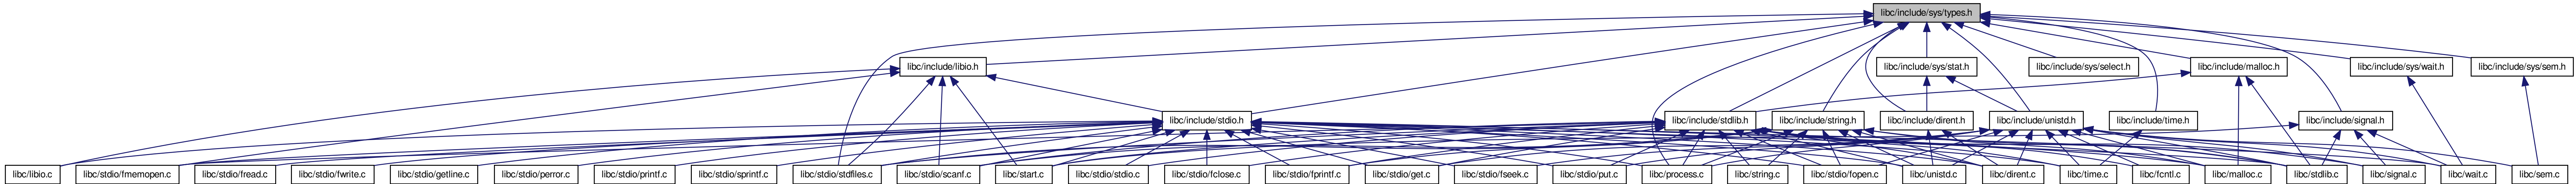 libc/include/sys/types.h
libc/include/libio.h
libc/include/sys/stat.h
libc/include/sys/select.h
libc/include/malloc.h
libc/include/sys/wait.h
libc/include/sys/sem.h
libc/include/stdio.h
libc/include/stdlib.h
libc/include/string.h
libc/include/dirent.h
libc/include/unistd.h
libc/include/time.h
libc/include/signal.h
libc/libio.c
libc/stdio/fmemopen.c
libc/stdio/fread.c
libc/stdio/fwrite.c
libc/stdio/getline.c
libc/stdio/perror.c
libc/stdio/printf.c
libc/stdio/sprintf.c
libc/stdio/stdfiles.c
libc/stdio/scanf.c
libc/start.c
libc/stdio/stdio.c
libc/stdio/fclose.c
libc/stdio/fprintf.c
libc/stdio/get.c
libc/stdio/fseek.c
libc/stdio/put.c
libc/process.c
libc/string.c
libc/stdio/fopen.c
libc/unistd.c
libc/dirent.c
libc/time.c
libc/fcntl.c
libc/malloc.c
libc/stdlib.c
libc/signal.c
libc/wait.c
libc/sem.c